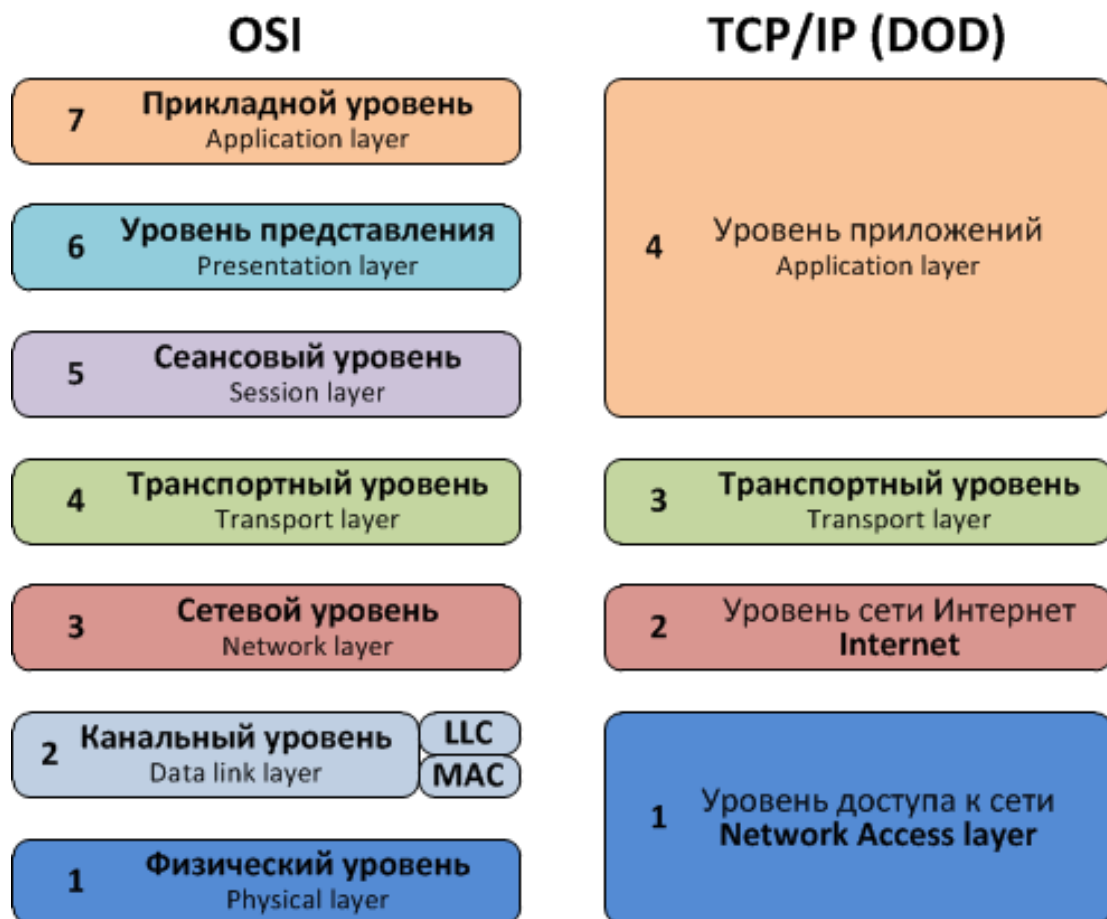 OSI
7
Прикладной уровень
Application layer
6
Уровень представления
Presentation layer
5
Сеансовый уровень
Session layer
4
Транспортный уровень
Transport layer
3
Сетевой уровень
Network layer
2
Канальный уровень
Data link layer
LLC
MAC
1
Физический уровень
Physical layer
TCP/IP (DOD)
4
Уровень приложений
Application layer
3
Транспортный уровень
Transport layer
2
Уровень сети Интернет
Internet
1
Уровень доступа к сети
Network Access layer